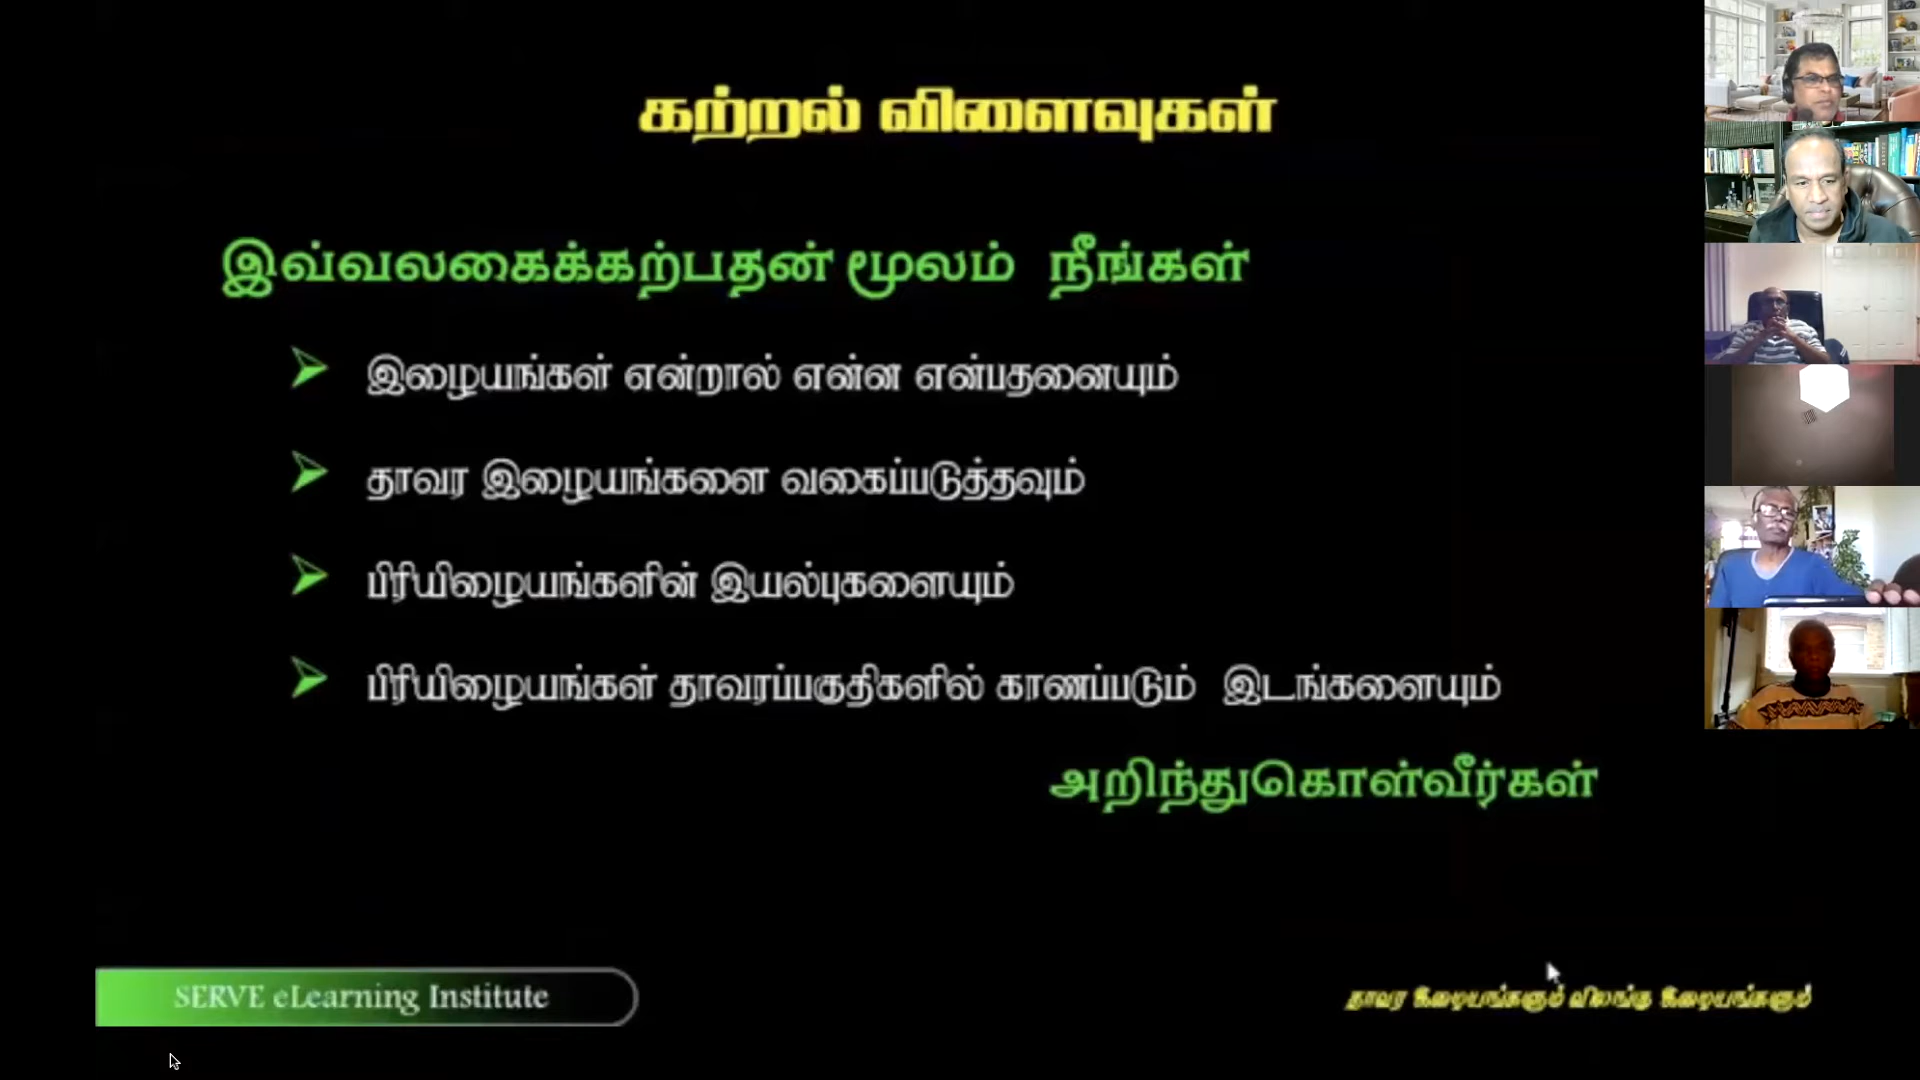 கற்றல் விளைவுகள்
இவ்வலகைக்கற்பதன் மூலம் நீங்கள்
இழையங்கள் என்றால் என்ன என்பதனையும்
தாவர இழையங்களை வகைப்படுத்தவும்
பிரியிழையங்களின் இயல்புகளையும்
பிரியிழையங்கள் தாவரப்பகுதிகளில் காணப்படும் இடங்களையும்
அறிந்துகொள்வீர்கள்
SERVE eLearning Institute
தாவர இழையங்களும் விலங்கு இழையங்களும்